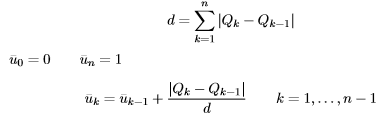 d = \sum_{k=1}^{n} |Q_k - Q_{k-1}|
\bar{u}_0 = 0 \qquad \bar{u}_n = 1
\bar{u}_k = \bar{u}_{k-1} + \frac{|Q_k - Q_{k-1}|}{d} \qquad k = 1, \ldots, n-1